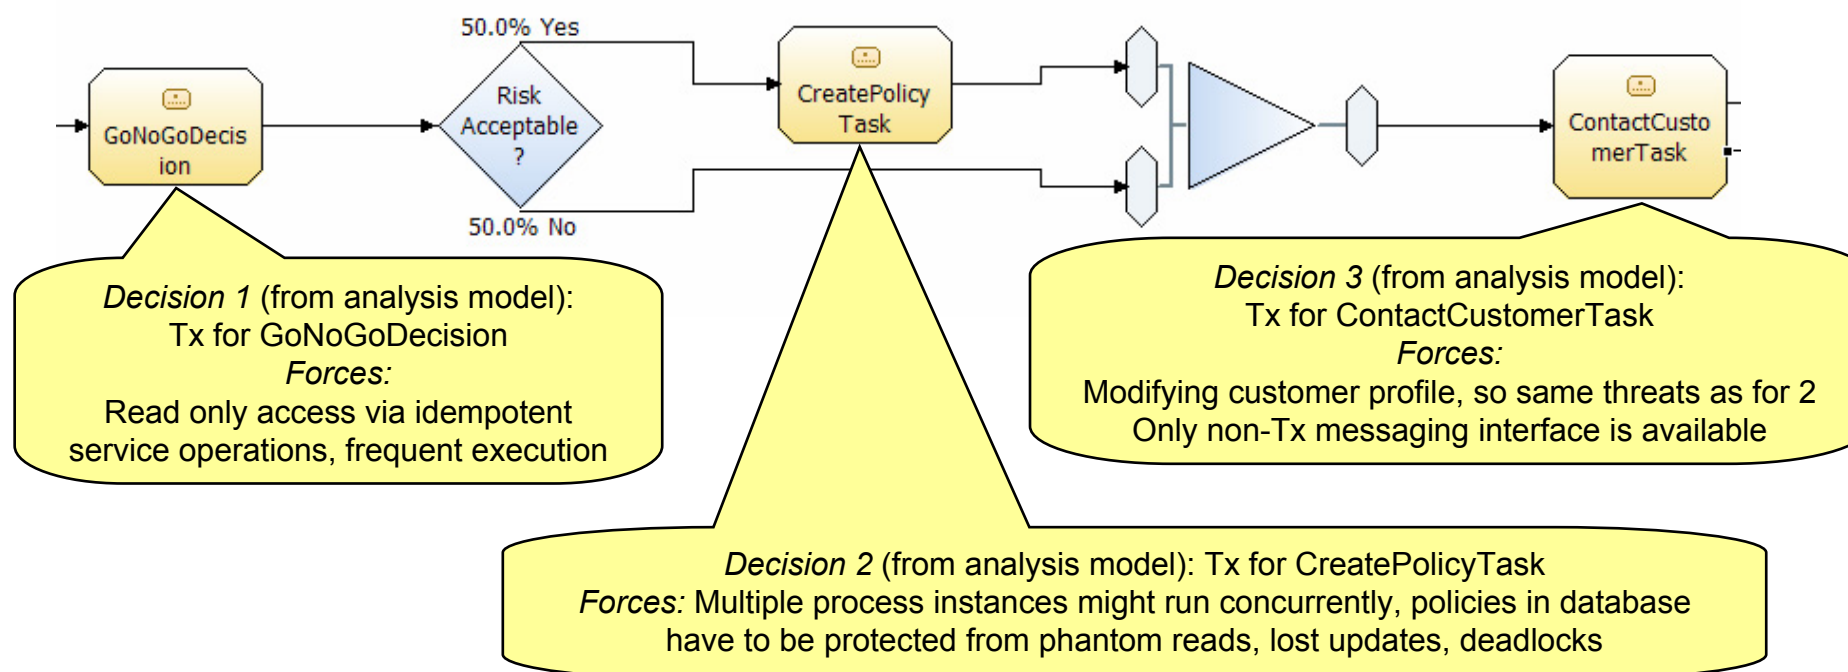 50.0% Yes
GoNoGoDecis
ion
Risk
Acceptable
?
50.0% No
CreatePolicy
Task
ContactCusto
merTask
Decision 1 (from analysis model):
Tx for GoNoGoDecision
Forces:
Read only access via idempotent
service operations, frequent execution
Decision 3 (from analysis model):
Tx for ContactCustomerTask
Forces:
Modifying customer profile, so same threats as for 2
Only non-Tx messaging interface is available
Decision 2 (from analysis model): Tx for CreatePolicyTask
Forces: Multiple process instances might run concurrently, policies in database
have to be protected from phantom reads, lost updates, deadlocks